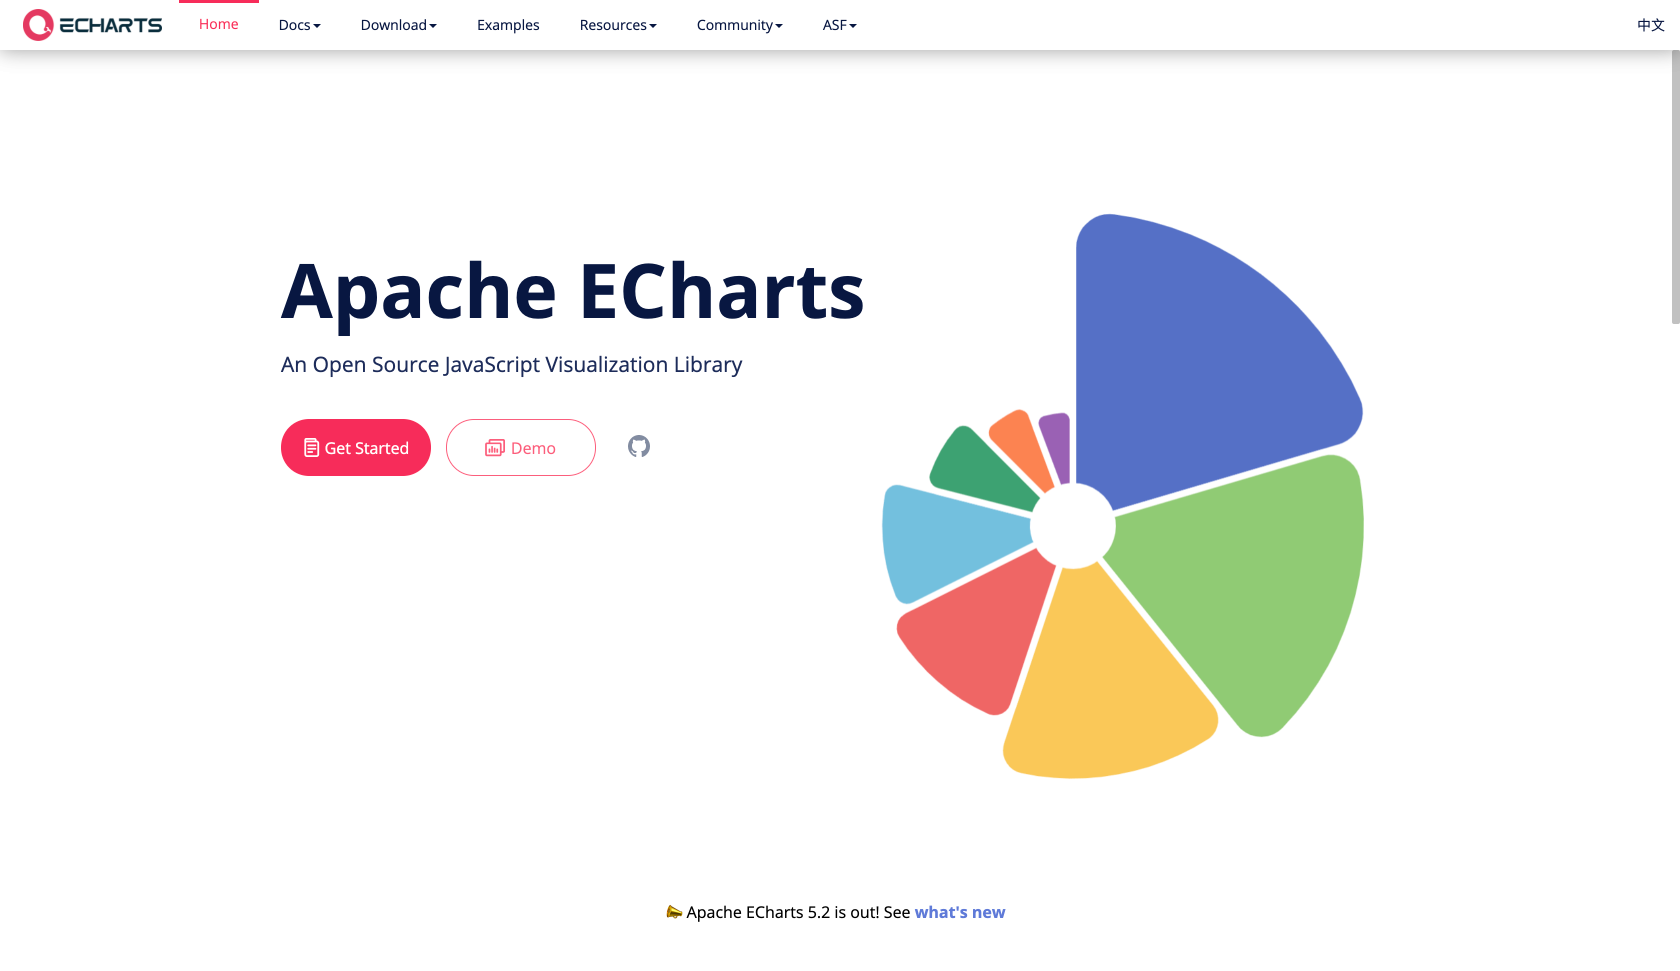 ECHARTS Home Docs Download Examples Resources Community ASF 中文
Apache ECharts
An Open Source JavaScript Visualization Library
Get Started Demo
Apache ECharts 5.2 is out! See what's new